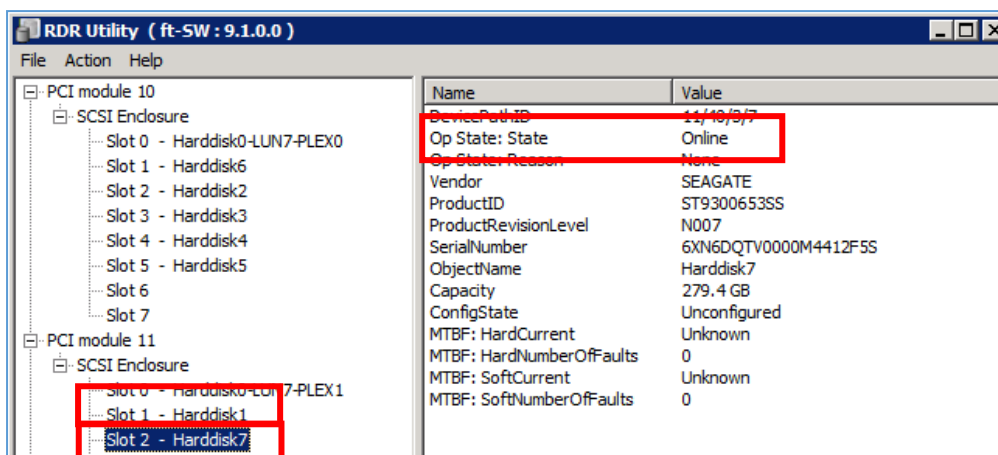 RDR Utility ( ft-SW : 9.1.0.0 )
File Action Help
PCI module 10
SCSI Enclosure
Slot 0 - Harddisk0-LUN7-PLEX0
Slot 1 - Harddisk6
Slot 2 - Harddisk2
Slot 3 - Harddisk3
Slot 4 - Harddisk4
Slot 5 - Harddisk5
Slot 6
Slot 7
PCI module 11
SCSI Enclosure
Slot 0 - Harddisk0-LUN7-PLEX1
Slot 1 - Harddisk1
Slot 2 - Harddisk7
Name Value
DevicePathID 11/40/3/7
Op State: State Online
Op State: Reason None
Vendor SEAGATE
ProductID ST9300653SS
ProductRevisionLevel N007
SerialNumber 6XN6DQTV0000M4412F5S
ObjectName Harddisk7
Capacity 279.4 GB
ConfigState Unconfigured
MTBF: HardCurrent Unknown
MTBF: HardNumberOfFaults 0
MTBF: SoftCurrent Unknown
MTBF: SoftNumberOfFaults 0